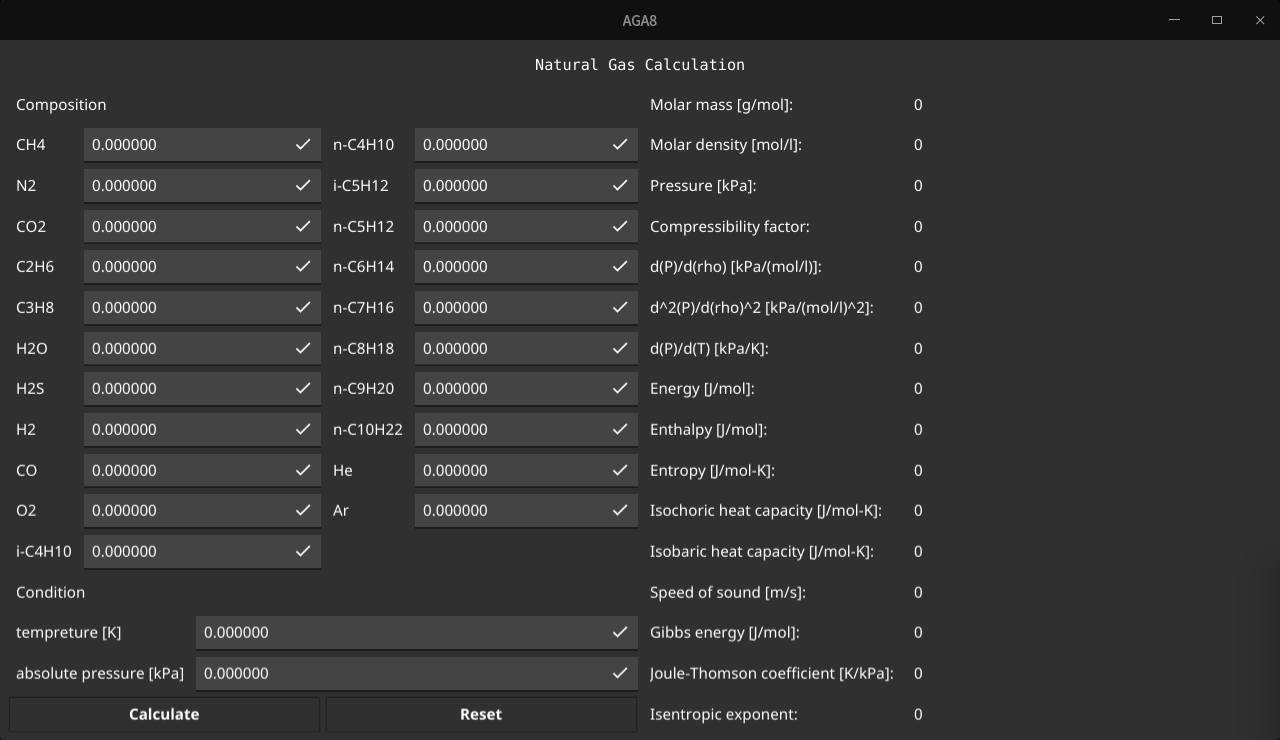 AGA8
Natural Gas Calculation
Composition
CH4 0.000000 n-C4H10 0.000000
N2 0.000000 i-C5H12 0.000000
CO2 0.000000 n-C5H12 0.000000
C2H6 0.000000 n-C6H14 0.000000
C3H8 0.000000 n-C7H16 0.000000
H2O 0.000000 n-C8H18 0.000000
H2S 0.000000 n-C9H20 0.000000
H2 0.000000 n-C10H22 0.000000
CO 0.000000 He 0.000000
O2 0.000000 Ar 0.000000
i-C4H10 0.000000
Condition
tempreture [K] 0.000000
absolute pressure [kPa] 0.000000
Calculate Reset
Molar mass [g/mol]: 0
Molar density [mol/l]: 0
Pressure [kPa]: 0
Compressibility factor: 0
d(P)/d(rho) [kPa/(mol/l)]: 0
d^2(P)/d(rho)^2 [kPa/(mol/l)^2]: 0
d(P)/d(T) [kPa/K]: 0
Energy [J/mol]: 0
Enthalpy [J/mol]: 0
Entropy [J/mol-K]: 0
Isochoric heat capacity [J/mol-K]: 0
Isobaric heat capacity [J/mol-K]: 0
Speed of sound [m/s]: 0
Gibbs energy [J/mol]: 0
Joule-Thomson coefficient [K/kPa]: 0
Isentropic exponent: 0